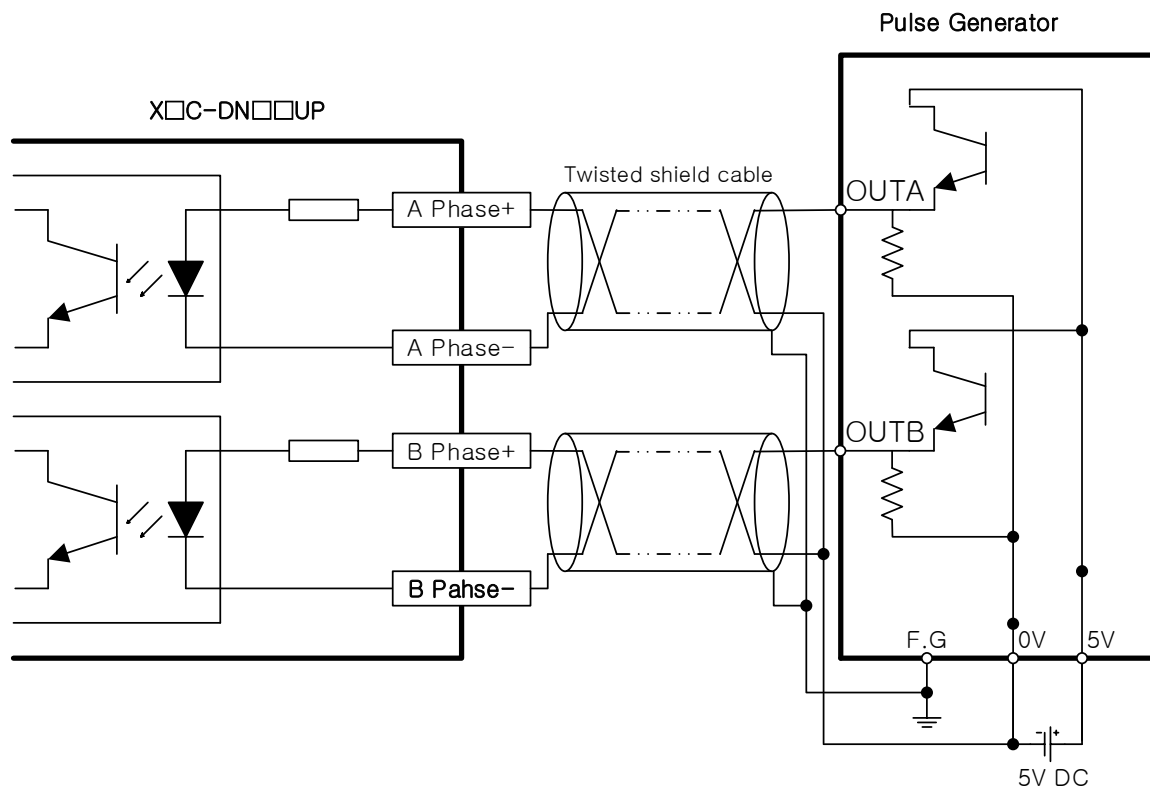 Pulse Generator
X□C-DN□□UP
Twisted shield cable
A Phase+
OUTA
A Phase-
B Phase+
OUTB
B Pahse-
F.G
0V
5V
- +
5V DC